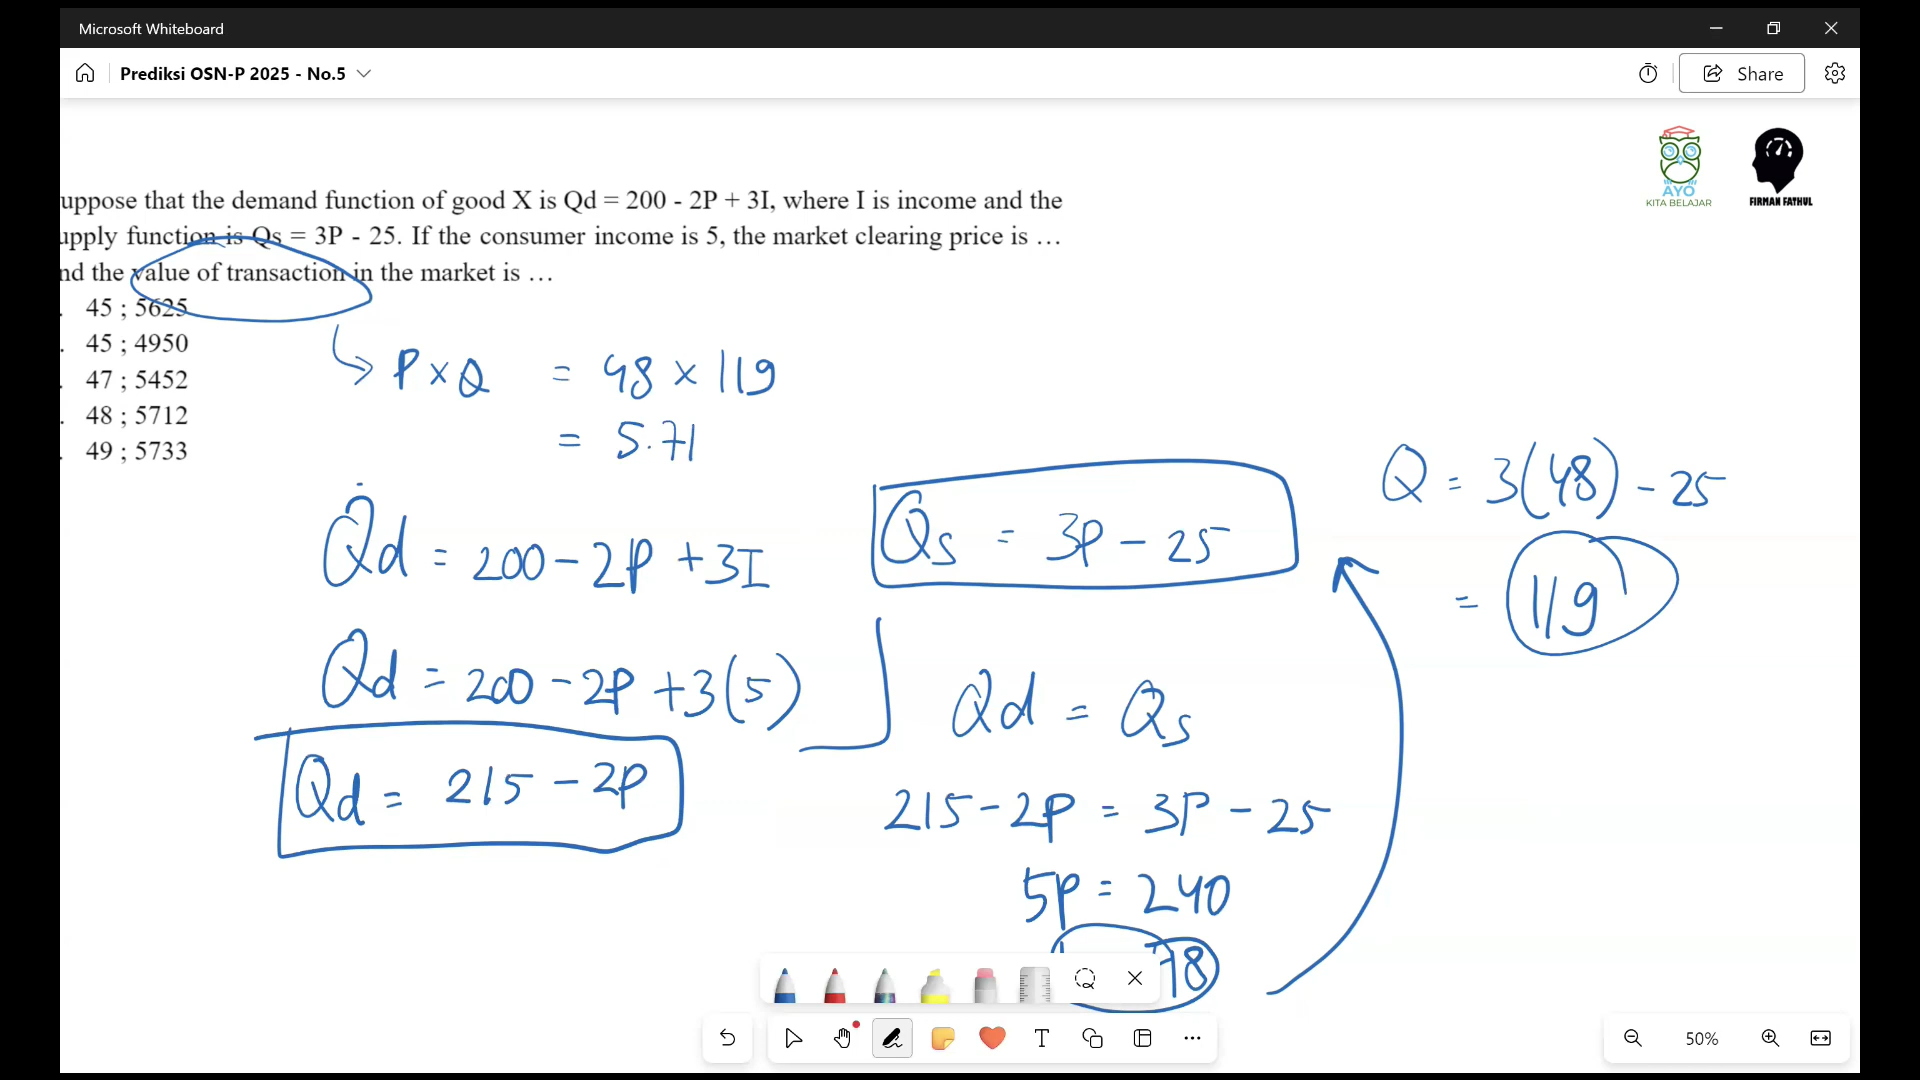 Microsoft Whiteboard
Prediksi OSN-P 2025 - No.5
Share
AYO
KITA BELAJAR
FIRMAN FATHUL
uppose that the demand function of good X is Qd = 200 - 2P + 3I, where I is income and the
upply function is Qs = 3P - 25. If the consumer income is 5, the market clearing price is …
nd the value of transaction in the market is …
. 45 ; 5625
. 45 ; 4950
. 47 ; 5452
. 48 ; 5712
. 49 ; 5733
P x Q = 48 x 119
= 5.71
Qd = 200 - 2P + 3I
Qd = 200 - 2P + 3(5)
Qd = 215 - 2P
Qs = 3P - 25
Qd = Qs
215 - 2P = 3P - 25
5P = 240
48
Q = 3(48) - 25
= 119
T
50%